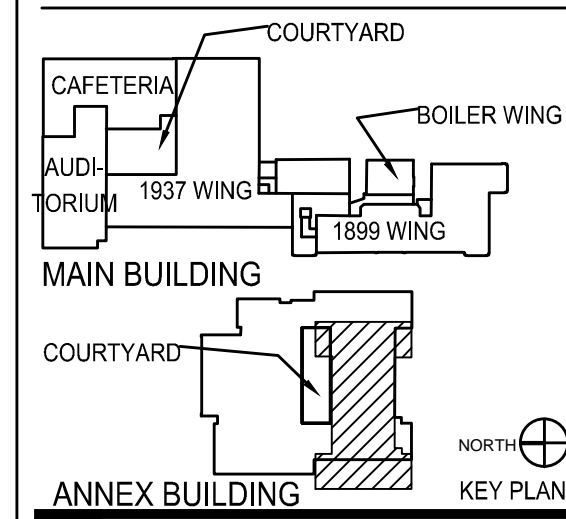 COURTYARD
CAFETERIA
BOILER WING
AUDI-
TORIUM
1937 WING
1899 WING
MAIN BUILDING
COURTYARD
NORTH
ANNEX BUILDING
KEY PLAN